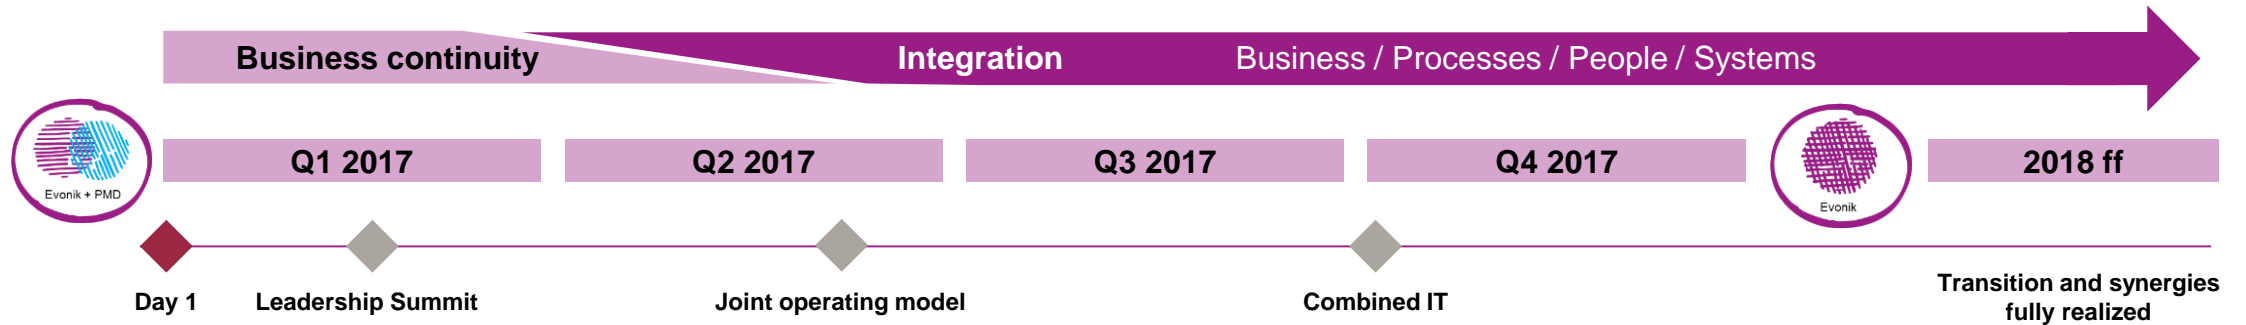 Business continuity
Integration
Business / Processes / People / Systems
Evonik + PMD
Q1 2017
Q2 2017
Q3 2017
Q4 2017
Evonik
2018 ff
Day 1
Leadership Summit
Joint operating model
Combined IT
Transition and synergies
fully realized